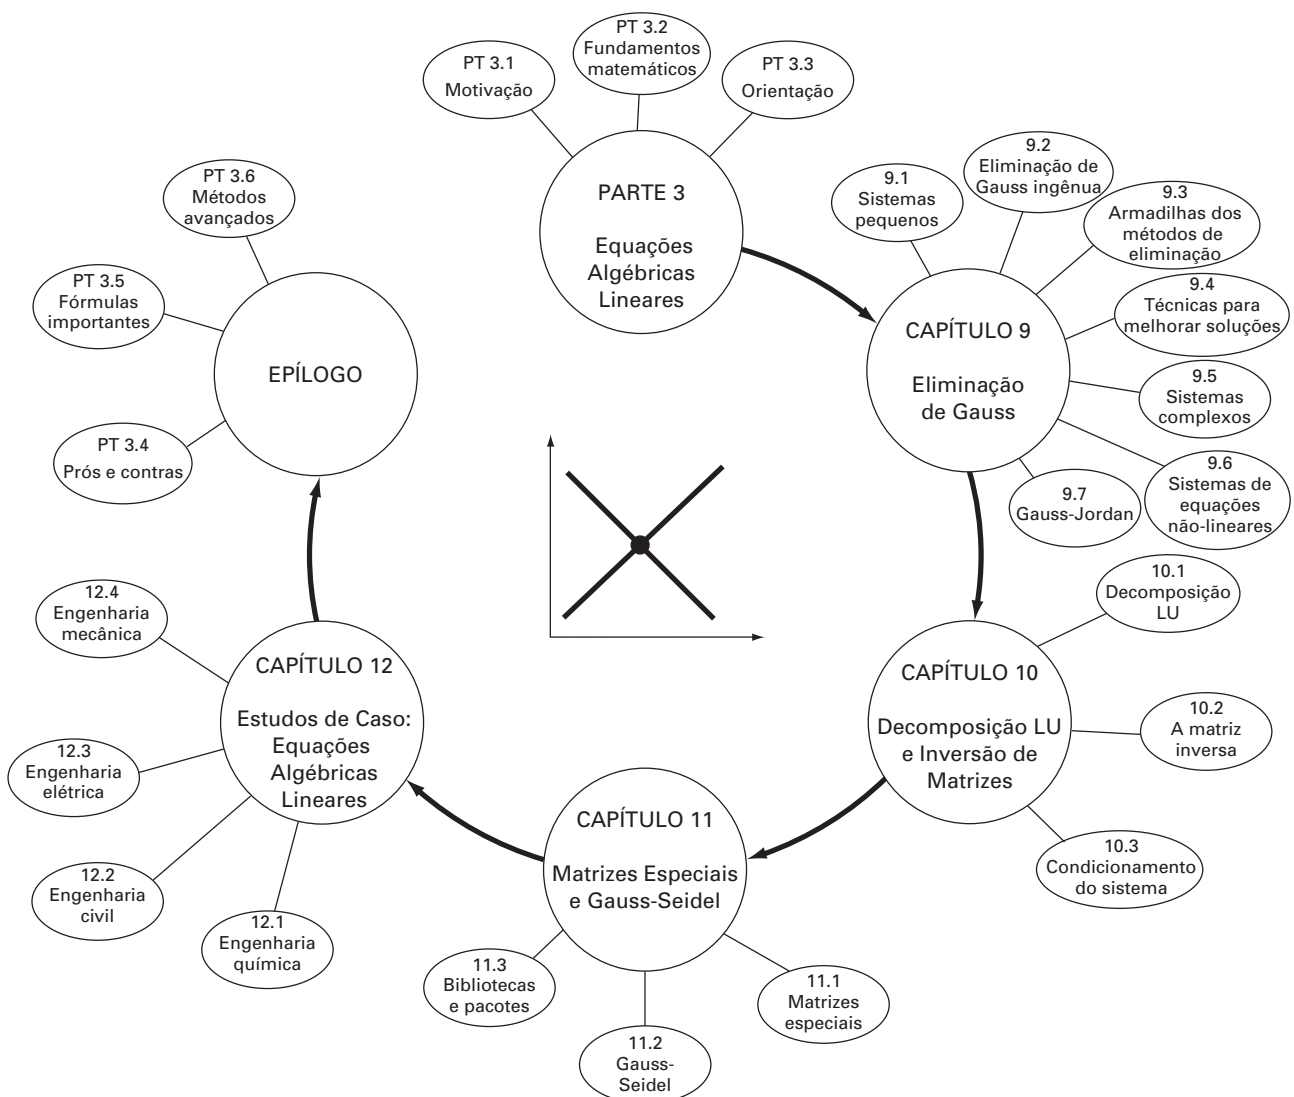 PT 3.1
Motivação
PT 3.2
Fundamentos
matemáticos
PT 3.3
Orientação
PARTE 3
Equações
Algébricas
Lineares
9.1
Sistemas
pequenos
9.2
Eliminação de
Gauss ingênua
9.3
Armadilhas dos
métodos de
eliminação
9.4
Técnicas para
melhorar soluções
9.5
Sistemas
complexos
9.6
Sistemas de
equações
não-lineares
9.7
Gauss-Jordan
CAPÍTULO 9
Eliminação
de Gauss
10.1
Decomposição
LU
CAPÍTULO 10
Decomposição LU
e Inversão de
Matrizes
10.2
A matriz
inversa
10.3
Condicionamento
do sistema
CAPÍTULO 11
Matrizes Especiais
e Gauss-Seidel
11.1
Matrizes
especiais
11.2
Gauss-
Seidel
11.3
Bibliotecas
e pacotes
CAPÍTULO 12
Estudos de Caso:
Equações
Algébricas
Lineares
12.1
Engenharia
química
12.2
Engenharia
civil
12.3
Engenharia
elétrica
12.4
Engenharia
mecânica
EPÍLOGO
PT 3.4
Prós e contras
PT 3.5
Fórmulas
importantes
PT 3.6
Métodos
avançados